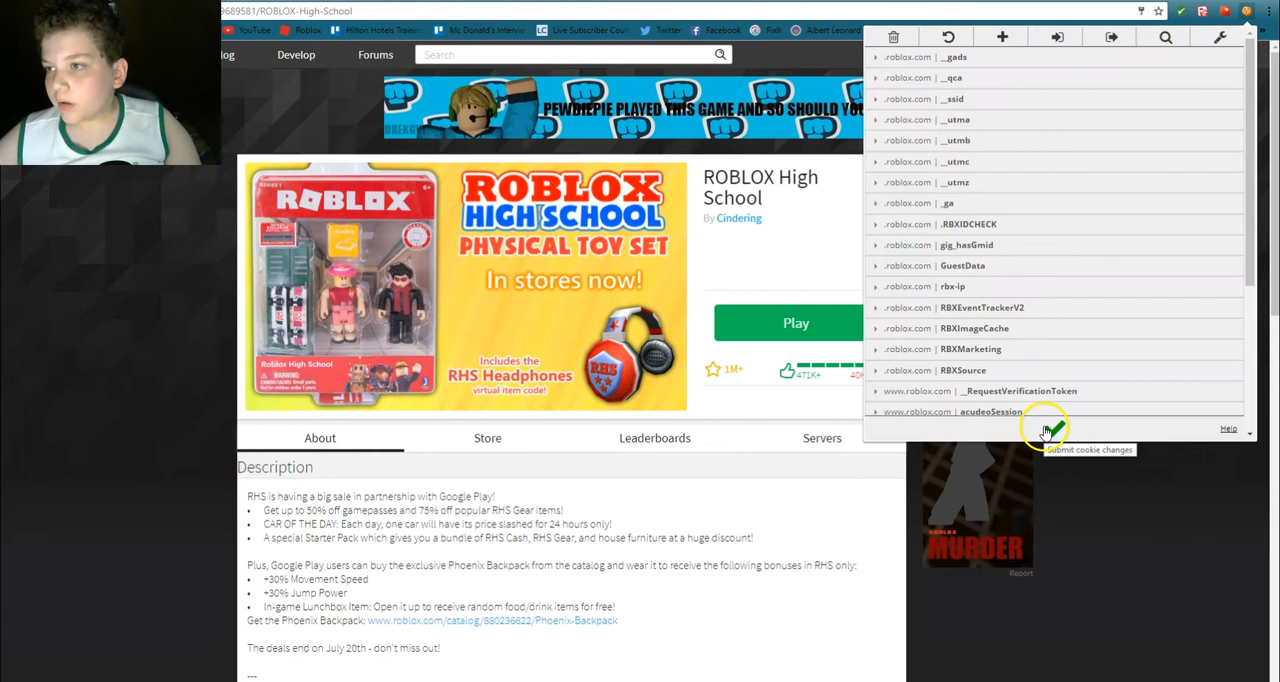 9689581/ROBLOX-High-School
YouTube
Roblox
Hilton Hotels Trainin
Mc Donald's Intervie
Live Subscriber Coun
Twitter
Facebook
Pixlr
Albert Leonard
log
Develop
Forums
Search
PEWDIEPIE PLAYED THIS GAME AND SO SHOULD YOU
ROBLOX
Roblox High School
WARNING:
ROBLOX
HIGH SCHOOL
PHYSICAL TOY SET
In stores now!
Includes the
RHS Headphones
virtual item code!
RHS
ROBLOX High
School
By Cindering
Play
1M+
471K+
40K
.roblox.com | __gads
.roblox.com | __qca
.roblox.com | __ssid
.roblox.com | __utma
.roblox.com | __utmb
.roblox.com | __utmc
.roblox.com | __utmz
.roblox.com | _ga
.roblox.com | .RBXIDCHECK
.roblox.com | gig_hasGmid
.roblox.com | GuestData
.roblox.com | rbx-ip
.roblox.com | RBXEventTrackerV2
.roblox.com | RBXImageCache
.roblox.com | RBXMarketing
.roblox.com | RBXSource
www.roblox.com | __RequestVerificationToken
www.roblox.com | acudeoSession
Help
Submit cookie changes
About
Store
Leaderboards
Servers
Description
RHS is having a big sale in partnership with Google Play!
• Get up to 50% off gamepasses and 75% off popular RHS Gear items!
• CAR OF THE DAY: Each day, one car will have its price slashed for 24 hours only!
• A special Starter Pack which gives you a bundle of RHS Cash, RHS Gear, and house furniture at a huge discount!
Plus, Google Play users can buy the exclusive Phoenix Backpack from the catalog and wear it to receive the following bonuses in RHS only:
• +30% Movement Speed
• +30% Jump Power
• In-game Lunchbox Item: Open it up to receive random food/drink items for free!
Get the Phoenix Backpack: www.roblox.com/catalog/880236622/Phoenix-Backpack
The deals end on July 20th - don't miss out!
---
MURDER
Report